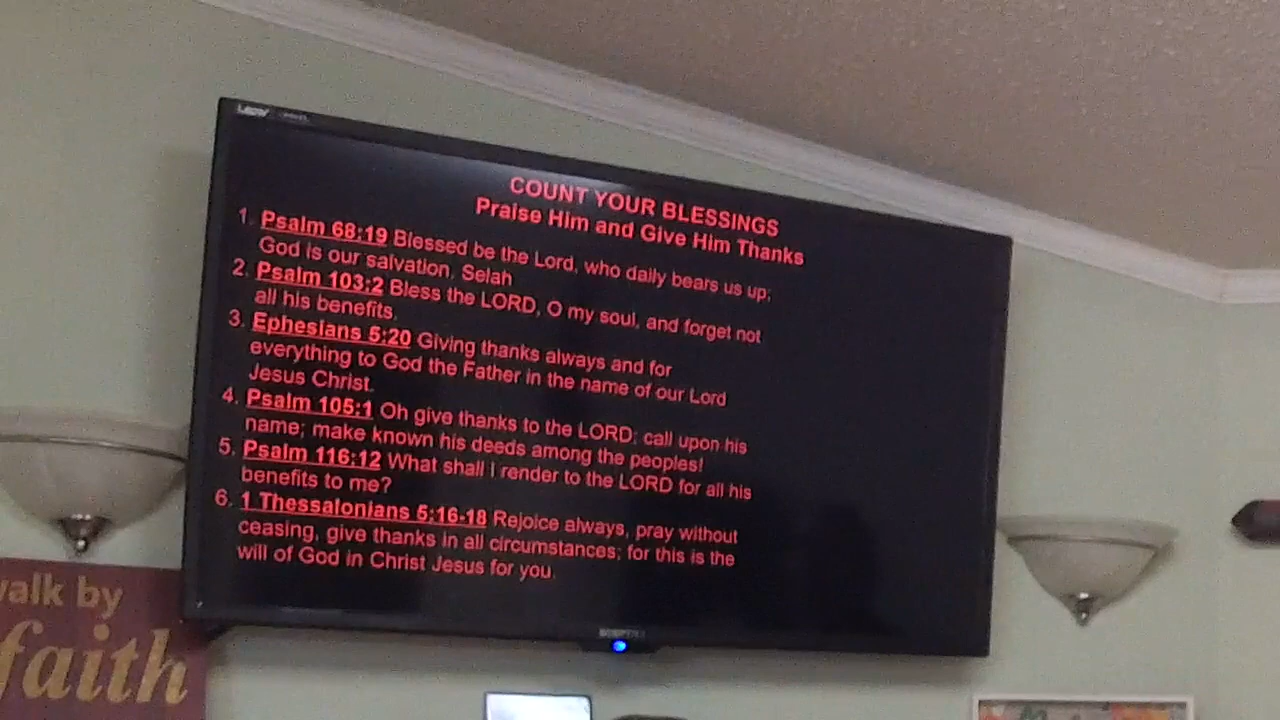 COUNT YOUR BLESSINGS
Praise Him and Give Him Thanks
1. Psalm 68:19 Blessed be the Lord, who daily bears us up;
God is our salvation, Selah
2. Psalm 103:2 Bless the LORD, O my soul, and forget not
all his benefits,
3. Ephesians 5:20 Giving thanks always and for
everything to God the Father in the name of our Lord
Jesus Christ.
4. Psalm 105:1 Oh give thanks to the LORD; call upon his
name; make known his deeds among the peoples!
5. Psalm 116:12 What shall I render to the LORD for all his
benefits to me?
6. 1 Thessalonians 5:16-18 Rejoice always, pray without
ceasing, give thanks in all circumstances; for this is the
will of God in Christ Jesus for you.
walk by
faith